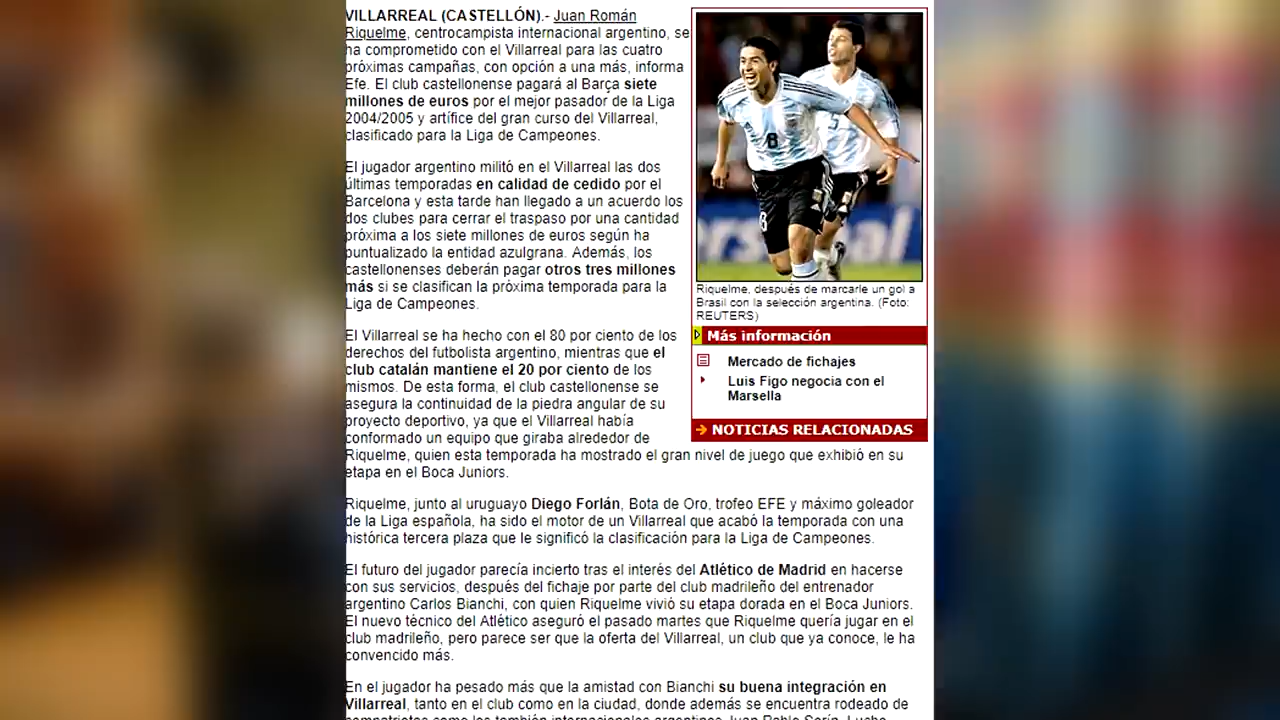 VILLARREAL (CASTELLÓN).- Juan Román
Riquelme, centrocampista internacional argentino, se
ha comprometido con el Villarreal para las cuatro
próximas campañas, con opción a una más, informa
Efe. El club castellonense pagará al Barça siete
millones de euros por el mejor pasador de la Liga
2004/2005 y artífice del gran curso del Villarreal,
clasificado para la Liga de Campeones.
El jugador argentino militó en el Villarreal las dos
últimas temporadas en calidad de cedido por el
Barcelona y esta tarde han llegado a un acuerdo los
dos clubes para cerrar el traspaso por una cantidad
próxima a los siete millones de euros según ha
puntualizado la entidad azulgrana. Además, los
castellonenses deberán pagar otros tres millones
más si se clasifican la próxima temporada para la
Liga de Campeones.
El Villarreal se ha hecho con el 80 por ciento de los
derechos del futbolista argentino, mientras que el
club catalán mantiene el 20 por ciento de los
mismos. De esta forma, el club castellonense se
asegura la continuidad de la piedra angular de su
proyecto deportivo, ya que el Villarreal había
conformado un equipo que giraba alrededor de
Riquelme, quien esta temporada ha mostrado el gran nivel de juego que exhibió en su
etapa en el Boca Juniors.
Riquelme, junto al uruguayo Diego Forlán, Bota de Oro, trofeo EFE y máximo goleador
de la Liga española, ha sido el motor de un Villarreal que acabó la temporada con una
histórica tercera plaza que le significó la clasificación para la Liga de Campeones.
El futuro del jugador parecía incierto tras el interés del Atlético de Madrid en hacerse
con sus servicios, después del fichaje por parte del club madrileño del entrenador
argentino Carlos Bianchi, con quien Riquelme vivió su etapa dorada en el Boca Juniors.
El nuevo técnico del Atlético aseguró el pasado martes que Riquelme quería jugar en el
club madrileño, pero parece ser que la oferta del Villarreal, un club que ya conoce, le ha
convencido más.
En el jugador ha pesado más que la amistad con Bianchi su buena integración en
Villarreal, tanto en el club como en la ciudad, donde además se encuentra rodeado de
compatriotas como los también internacionales argentinos Juan Pablo Sorín, Lucho
8
ersonal
Riquelme, después de marcarle un gol a
Brasil con la selección argentina. (Foto:
REUTERS)
Más información
Mercado de fichajes
Luis Figo negocia con el
Marsella
NOTICIAS RELACIONADAS